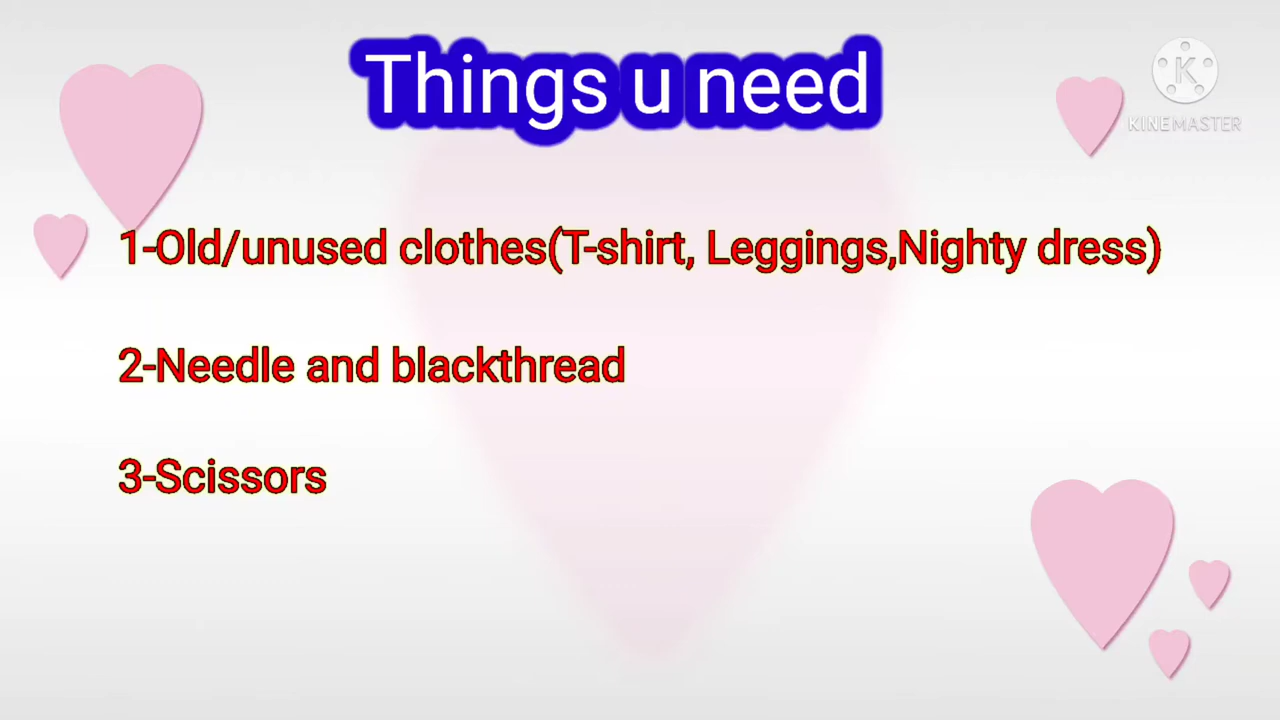 Things u need
K
KINEMASTER
1-Old/unused clothes(T-shirt, Leggings,Nighty dress)
2-Needle and blackthread
3-Scissors